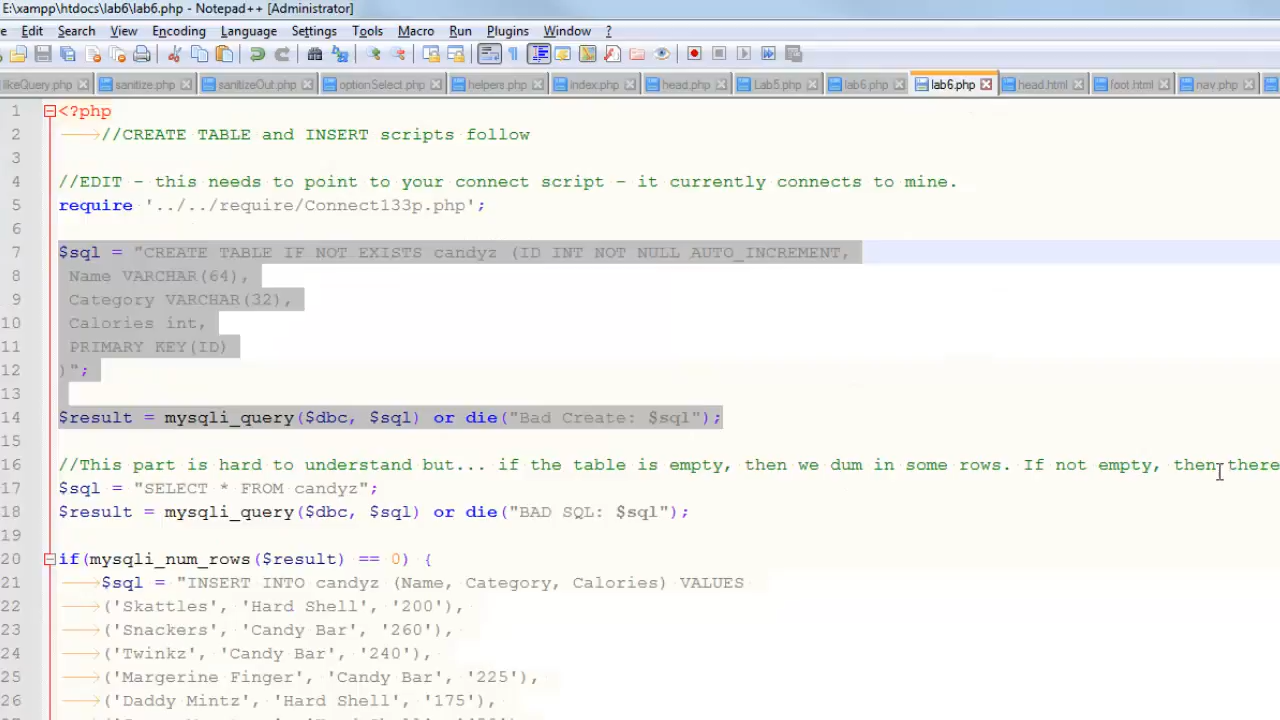 E:\xampp\htdocs\lab6\lab6.php - Notepad++ [Administrator]
Edit Search View Encoding Language Settings Tools Macro Run Plugins Window ?
likeQuery.php sanitize.php sanitizeOut.php optionSelect.php helpers.php index.php head.php Lab5.php lab6.php lab6.php head.html foot.html nav.php
1 <?php
2 //CREATE TABLE and INSERT scripts follow
3
4 //EDIT - this needs to point to your connect script - it currently connects to mine.
5 require '../../require/Connect133p.php';
6
7 $sql = "CREATE TABLE IF NOT EXISTS candyz (ID INT NOT NULL AUTO_INCREMENT,
8 Name VARCHAR(64),
9 Category VARCHAR(32),
10 Calories int,
11 PRIMARY KEY(ID)
12 )";
13
14 $result = mysqli_query($dbc, $sql) or die("Bad Create: $sql");
15
16 //This part is hard to understand but... if the table is empty, then we dum in some rows. If not empty, then there
17 $sql = "SELECT * FROM candyz";
18 $result = mysqli_query($dbc, $sql) or die("BAD SQL: $sql");
19
20 if(mysqli_num_rows($result) == 0) {
21 $sql = "INSERT INTO candyz (Name, Category, Calories) VALUES
22 ('Skattles', 'Hard Shell', '200'),
23 ('Snackers', 'Candy Bar', '260'),
24 ('Twinkz', 'Candy Bar', '240'),
25 ('Margerine Finger', 'Candy Bar', '225'),
26 ('Daddy Mintz', 'Hard Shell', '175'),